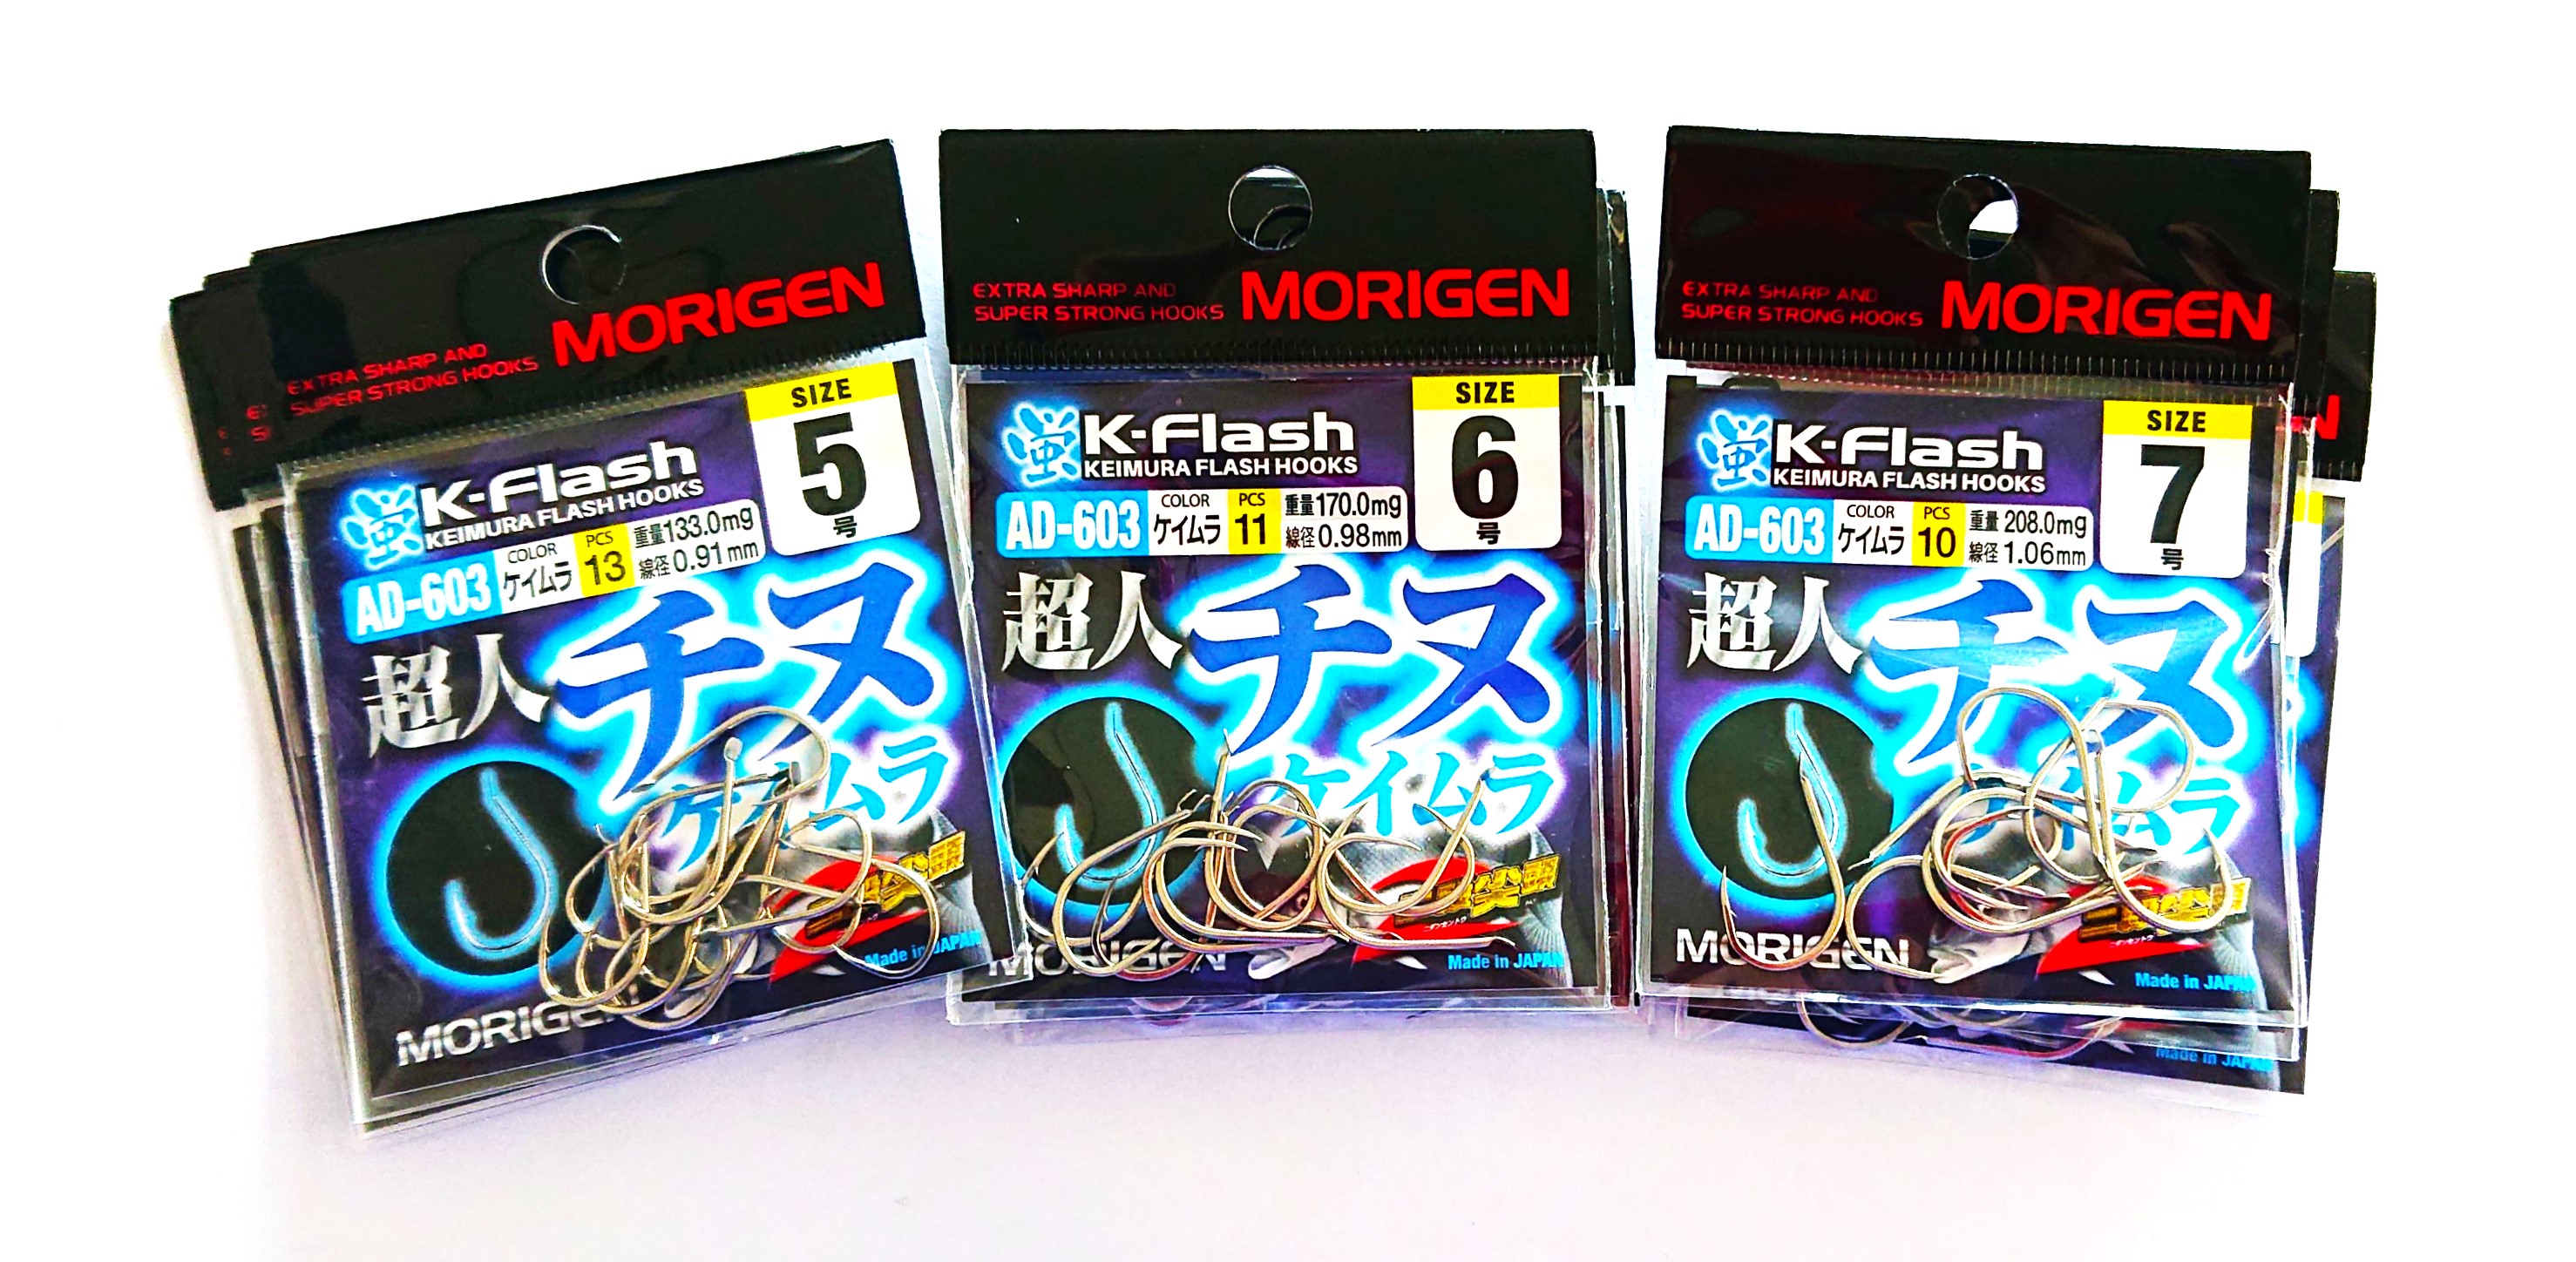 EXTRA SHARP AND
SUPER STRONG HOOKS
MORIGEN
SIZE
5
号
蛍
K-Flash
KEIMURA FLASH HOOKS
AD-603
COLOR
ケイムラ
PCS
13
重量133.0mg
線径0.91mm
超人
チヌ
ケイムラ
MORIGEN
Made in JAPAN
EXTRA SHARP AND
SUPER STRONG HOOKS
MORIGEN
SIZE
6
号
蛍
K-Flash
KEIMURA FLASH HOOKS
AD-603
COLOR
ケイムラ
PCS
11
重量170.0mg
線径0.98mm
超人
チヌ
ケイムラ
MORIGEN
Made in JAPAN
EXTRA SHARP AND
SUPER STRONG HOOKS
MORIGEN
SIZE
7
号
蛍
K-Flash
KEIMURA FLASH HOOKS
AD-603
COLOR
ケイムラ
PCS
10
重量208.0mg
線径1.06mm
超人
チヌ
ケイムラ
MORIGEN
Made in JAPAN
Made in JAPAN